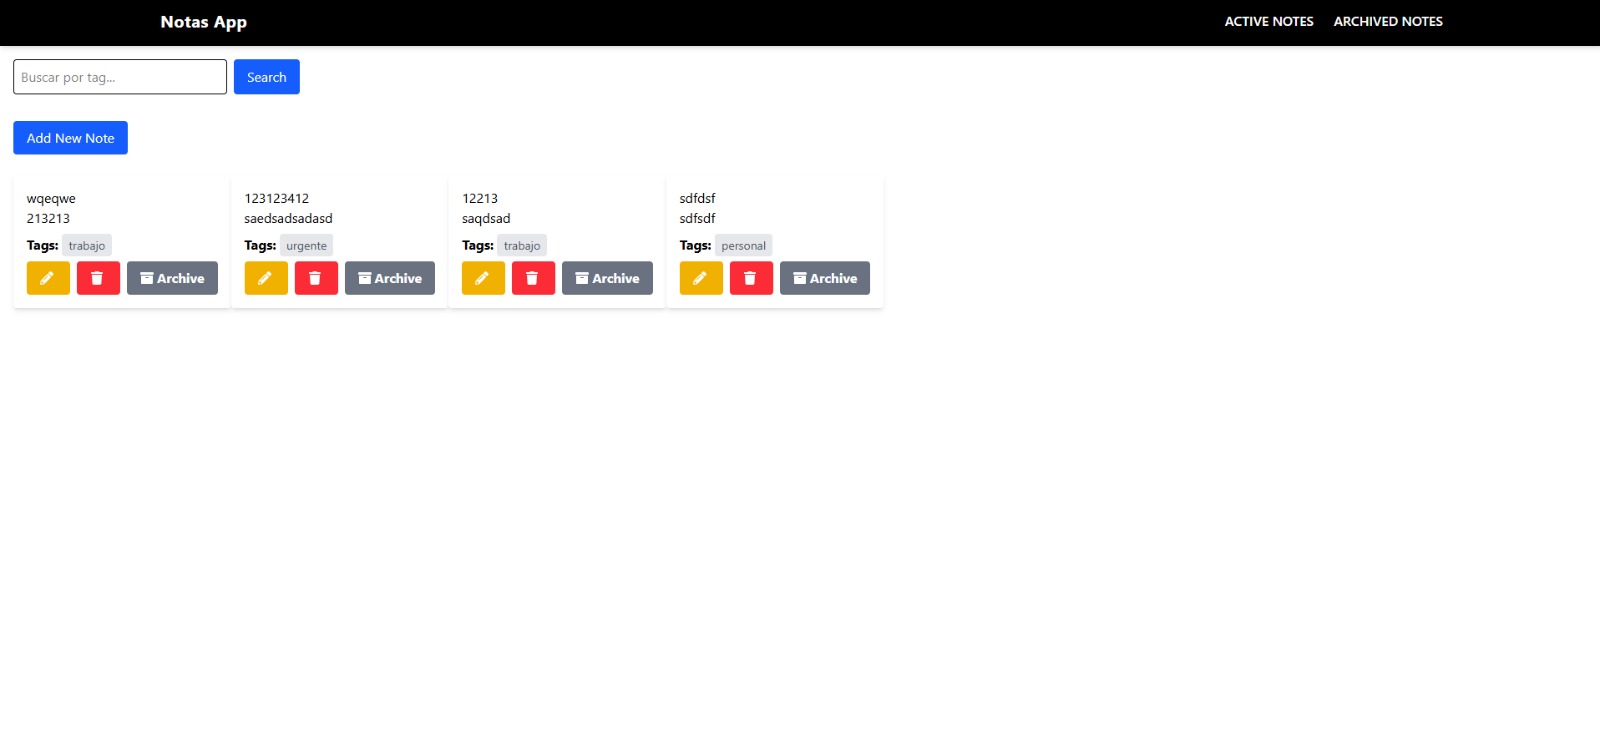 Notas App
ACTIVE NOTES
ARCHIVED NOTES
Buscar por tag...
Search
Add New Note
wqeqwe
213213
Tags: trabajo
Archive
123123412
saedsadsadasd
Tags: urgente
Archive
12213
saqdsad
Tags: trabajo
Archive
sdfdsf
sdfsdf
Tags: personal
Archive